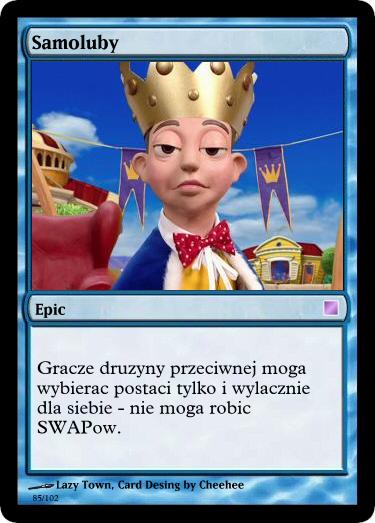 Samoluby
Epic
Gracze druzyny przeciwnej moga
wybierac postaci tylko i wylacznie
dla siebie - nie moga robic
SWAPow.
Lazy Town, Card Desing by Cheehee
85/102